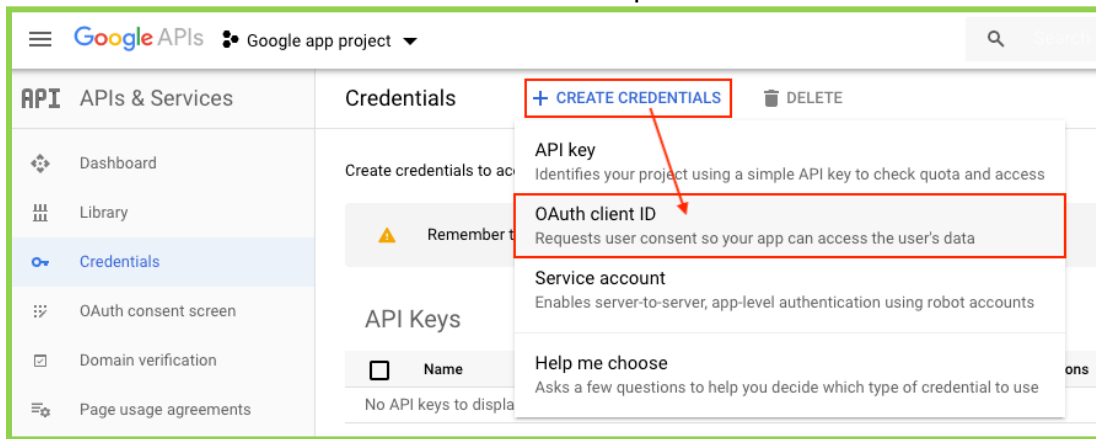 Google APIs Google app project
Search
API APIs & Services
Credentials
+ CREATE CREDENTIALS
DELETE
Dashboard
Library
Credentials
OAuth consent screen
Domain verification
Page usage agreements
Create credentials to ac
Remember t
API key
Identifies your project using a simple API key to check quota and access
OAuth client ID
Requests user consent so your app can access the user's data
Service account
Enables server-to-server, app-level authentication using robot accounts
Help me choose
Asks a few questions to help you decide which type of credential to use
API Keys
Name
ons
No API keys to displa